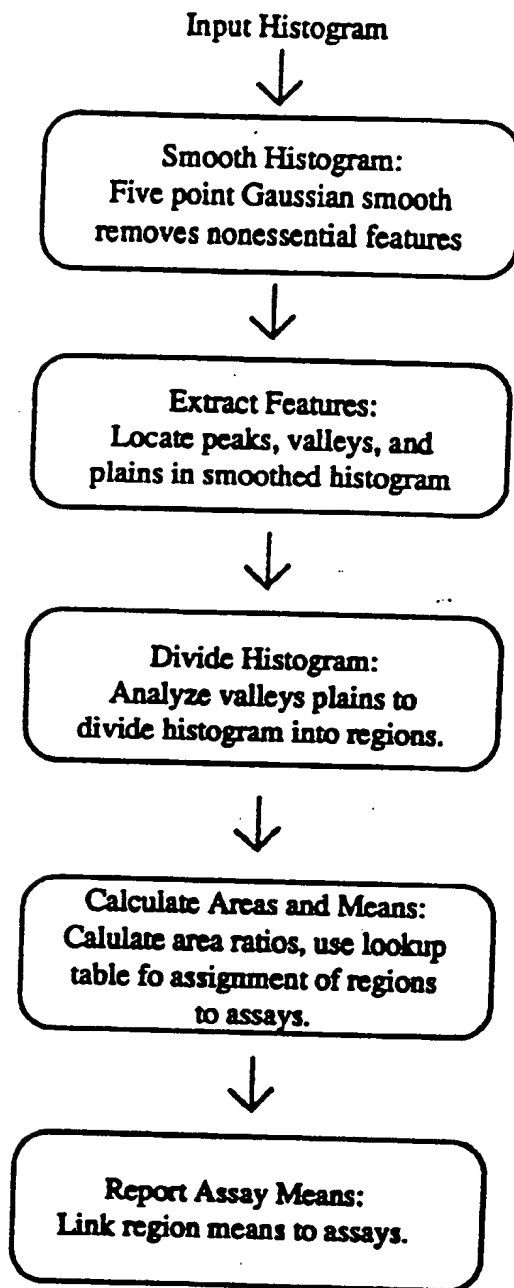 Input Histogram
Smooth Histogram:
Five point Gaussian smooth
removes nonessential features
Extract Features:
Locate peaks, valleys, and
plains in smoothed histogram
Divide Histogram:
Analyze valleys plains to
divide histogram into regions.
Calculate Areas and Means:
Calulate area ratios, use lookup
table fo assignment of regions
to assays.
Report Assay Means:
Link region means to assays.